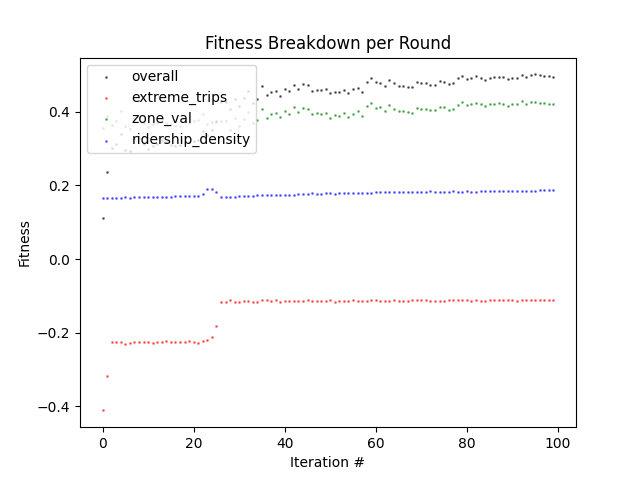 Fitness Breakdown per Round
overall
extreme_trips
zone_val
ridership_density
0.4
0.2
0.0
−0.2
−0.4
Fitness
0 20 40 60 80 100
Iteration #